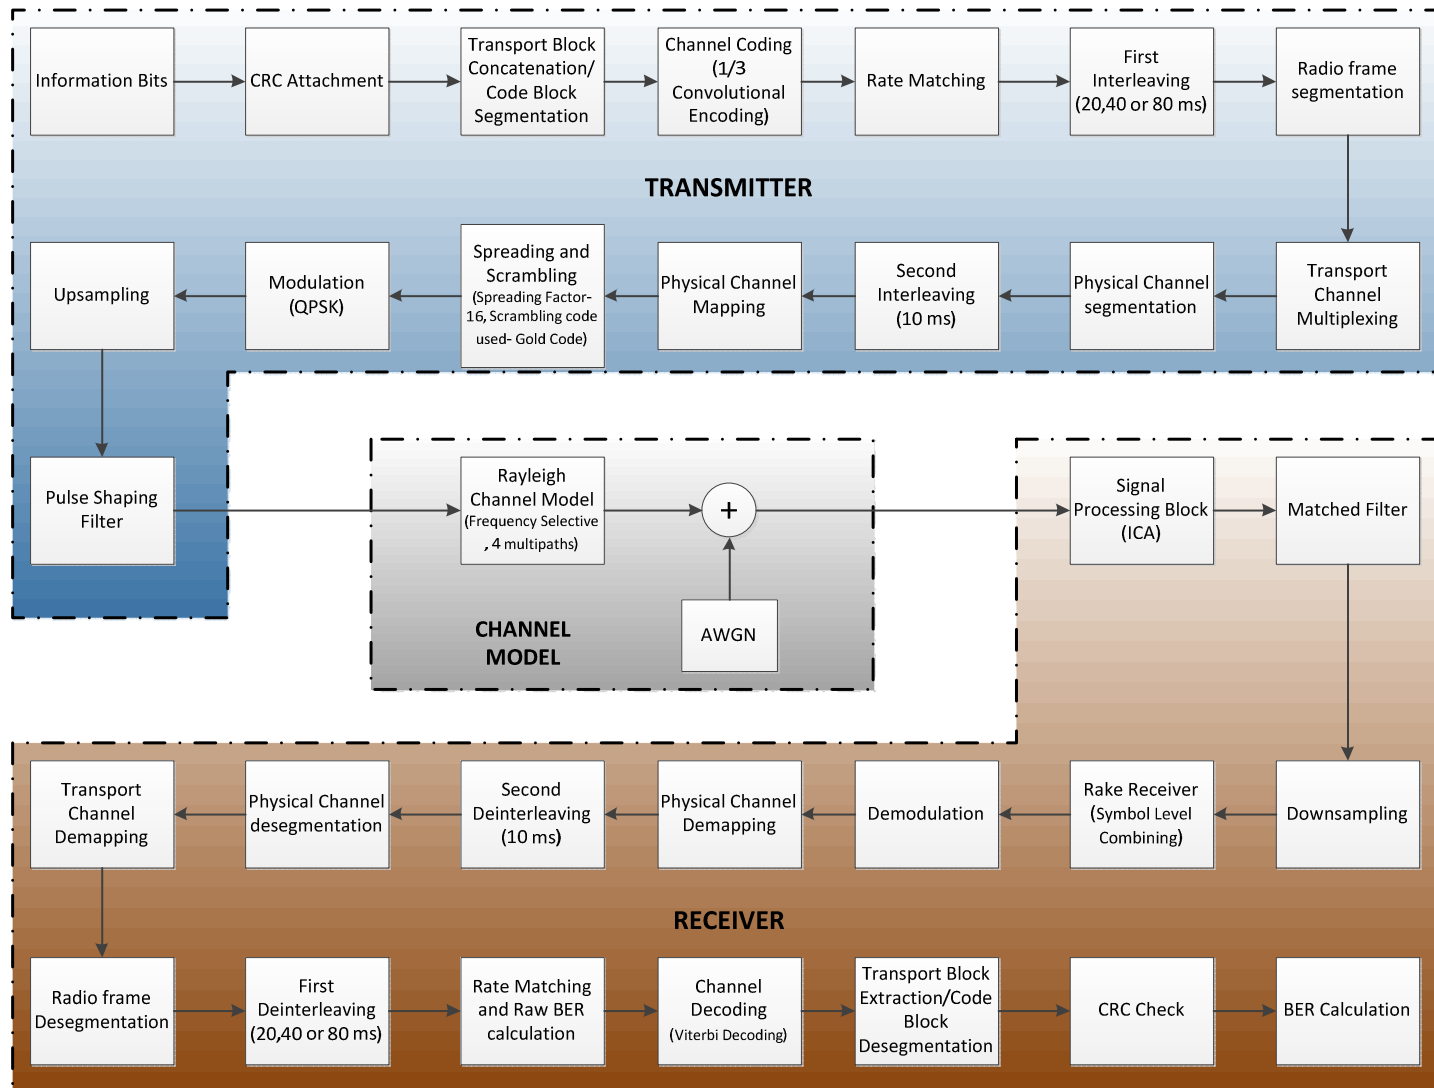 Information Bits
CRC Attachment
Transport Block
Concatenation/
Code Block
Segmentation
Channel Coding
(1/3
Convolutional
Encoding)
Rate Matching
First
Interleaving
(20,40 or 80 ms)
Radio frame
segmentation
TRANSMITTER
Upsampling
Modulation
(QPSK)
Spreading and
Scrambling
(Spreading Factor-
16, Scrambling code
used- Gold Code)
Physical Channel
Mapping
Second
Interleaving
(10 ms)
Physical Channel
segmentation
Transport
Channel
Multiplexing
Pulse Shaping
Filter
Rayleigh
Channel Model
(Frequency Selective
, 4 multipaths)
+
AWGN
CHANNEL
MODEL
Signal
Processing Block
(ICA)
Matched Filter
Transport
Channel
Demapping
Physical Channel
desegmentation
Second
Deinterleaving
(10 ms)
Physical Channel
Demapping
Demodulation
Rake Receiver
(Symbol Level
Combining)
Downsampling
RECEIVER
Radio frame
Desegmentation
First
Deinterleaving
(20,40 or 80 ms)
Rate Matching
and Raw BER
calculation
Channel
Decoding
(Viterbi Decoding)
Transport Block
Extraction/Code
Block
Desegmentation
CRC Check
BER Calculation